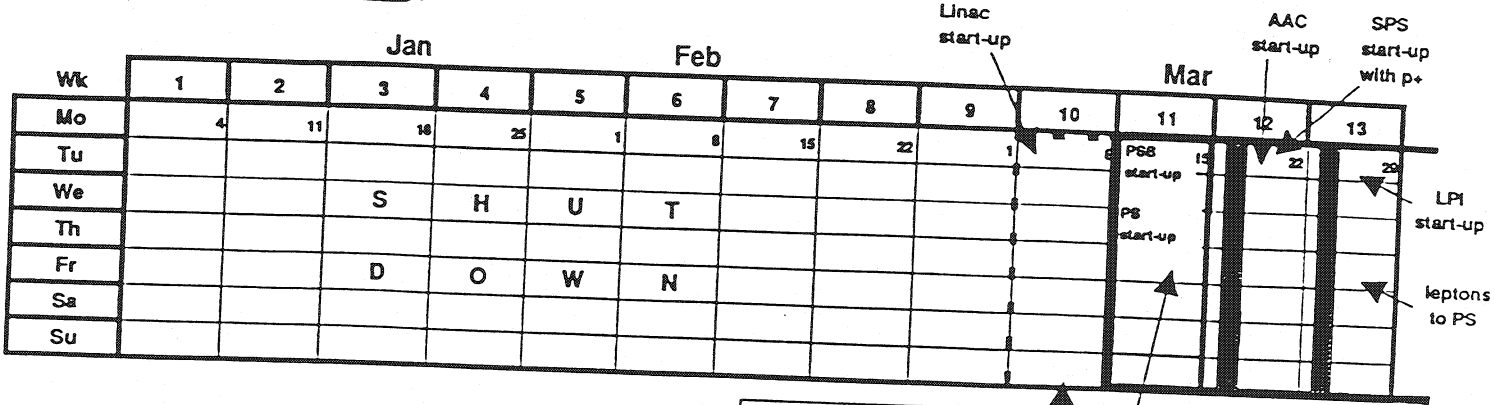 Linac
start-up
AAC
start-up
SPS
start-up
with p+
Jan
Feb
Mar
Wk 1 2 3 4 5 6 7 8 9 10 11 12 13
Mo 4 11 18 25 1 8 15 22 1 8 15 22 29
Tu
We S H U T
Th
Fr D O W N
Sa
Su
PSB
start-up
PS
start-up
LPI
start-up
leptons
to PS